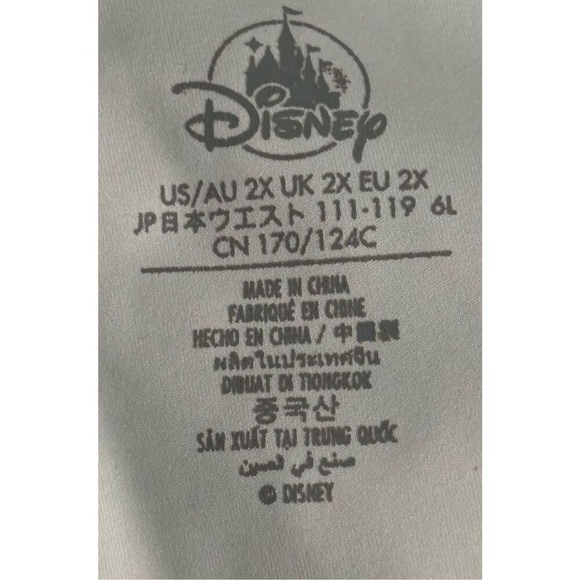 Disney
US/AU 2X UK 2X EU 2X
JP日本ウエスト 111-119 6L
CN 170/124C
MADE IN CHINA
FABRIQUÉ EN CHINE
HECHO EN CHINA / 中國製
ผลิตในประเทศจีน
DIBUAT DI TIONGKOK
중국산
SẢN XUẤT TẠI TRUNG QUỐC
صنع في الصين
© DISNEY